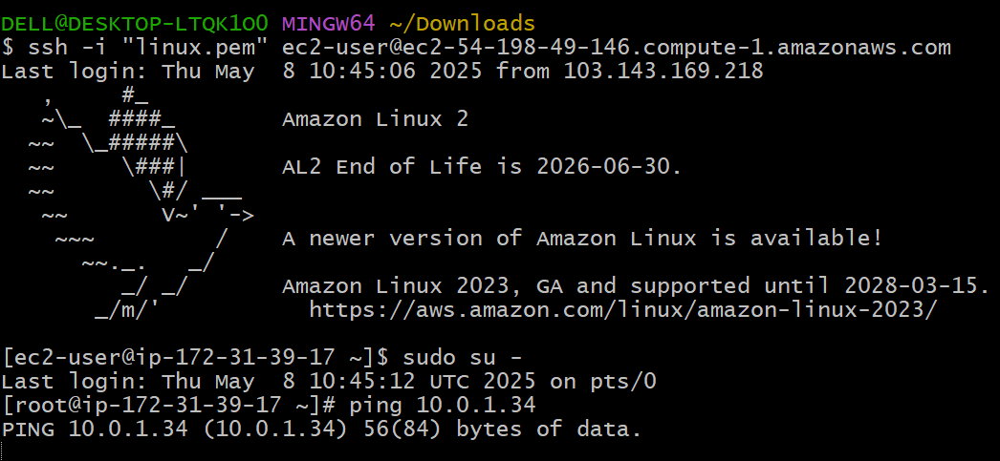 DELL@DESKTOP-LTQK1O0 MINGW64 ~/Downloads
$ ssh -i "linux.pem" ec2-user@ec2-54-198-49-146.compute-1.amazonaws.com
Last login: Thu May  8 10:45:06 2025 from 103.143.169.218
   ,     #_
   ~\_  ####_        Amazon Linux 2
  ~~  \_#####\
  ~~     \###|       AL2 End of Life is 2026-06-30.
  ~~       \#/ ___
   ~~       V~' '->
    ~~~         /    A newer version of Amazon Linux is available!
      ~~._.   _/
         _/ _/       Amazon Linux 2023, GA and supported until 2028-03-15.
       _/m/'           https://aws.amazon.com/linux/amazon-linux-2023/
[ec2-user@ip-172-31-39-17 ~]$ sudo su -
Last login: Thu May  8 10:45:12 UTC 2025 on pts/0
[root@ip-172-31-39-17 ~]# ping 10.0.1.34
PING 10.0.1.34 (10.0.1.34) 56(84) bytes of data.